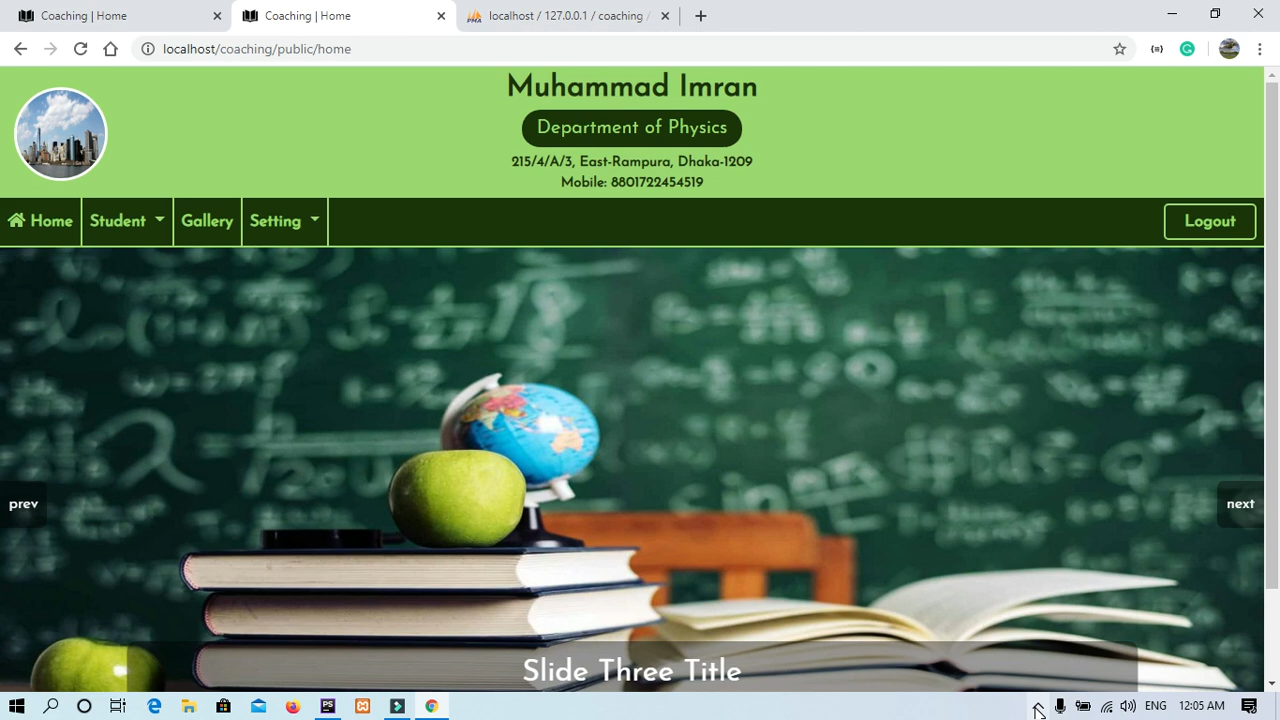 Coaching | Home
Coaching | Home
localhost / 127.0.0.1 / coaching /
localhost/coaching/public/home
Muhammad Imran
Department of Physics
215/4/A/3, East-Rampura, Dhaka-1209
Mobile: 8801722454519
Home
Student
Gallery
Setting
Logout
prev
next
Slide Three Title
ENG
12:05 AM